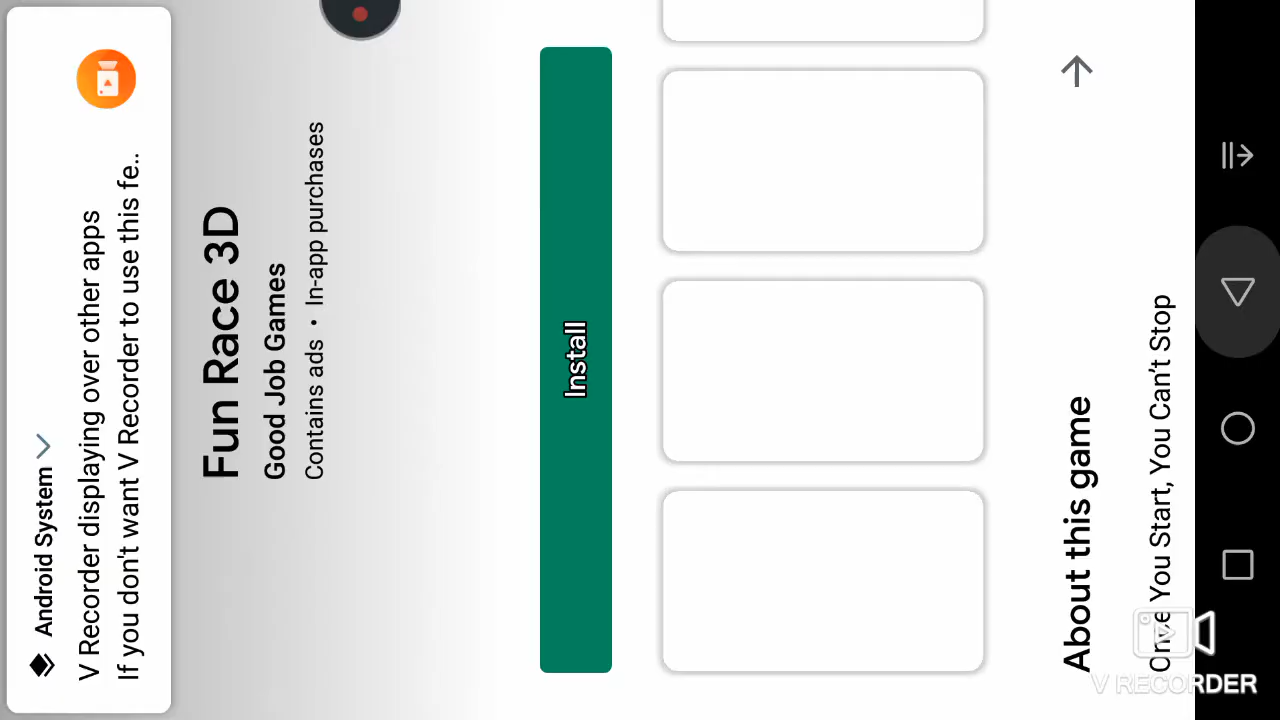 Android System
V Recorder displaying over other apps
If you don't want V Recorder to use this fe..
Fun Race 3D
Good Job Games
Contains ads • In-app purchases
Install
About this game
Once You Start, You Can't Stop
V RECORDER